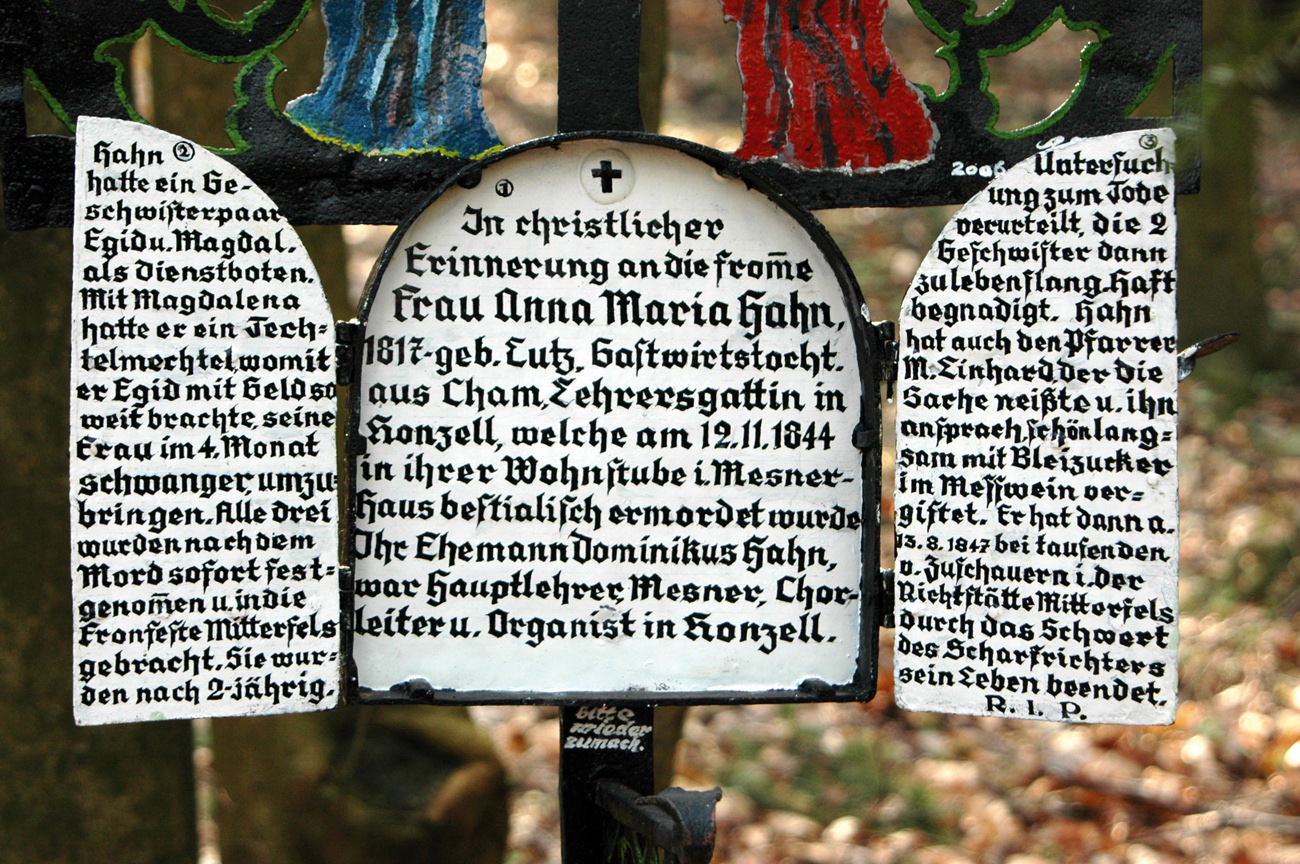 ①
In christlicher
Erinnerung an die from̄e
Frau Anna Maria Hahn,
1817-geb. Lutz, Gaſtwirtstocht.
aus Cham, Lehrersgattin in
Konzell, welche am 12.11.1844
in ihrer Wohnſtube i. Mesner-
Haus beſtialiſch ermordet wurde
Ihr Ehemann Dominikus Hahn,
war Hauptlehrer, Mesner, Chor-
leiter u. Organist in Konzell.
Hahn ②
hatte ein Ge-
schwiſterpaar
Egid u. Magdal.
als Dienstboten.
Mit Magdalena
hatte er ein Tech-
telmechtel, womit
er Egid mit Geld so
weit brachte, seine
Frau im 4. Monat
schwanger, umzu-
bringen. Alle drei
wurden nach dem
Mord sofort fest-
genom̄en u. in die
Fronfeſte Mitterfels
gebracht. Sie wur-
den nach 2-jährig.
③
Unterſuch
ung zum Tode
verurteilt, die 2
Geſchwiſter dann
zu lebenſlang. Haft
begnadigt. Hahn
hat auch den Pfarrer
M. Linhard der die
Sache neißte u. ihn
anſprach, ſchön lang-
sam mit Bleizucker
im Meſſwein ver-
giftet. Er hat dann a.
13.8.1847 bei tauſenden
v. Zuſchauern i. der
Richtſtätte Mitterfels
durch das Schwert
des Scharfrichters
sein Leben beendet.
R. I. P.
2006
bitte
wieder
zumach.